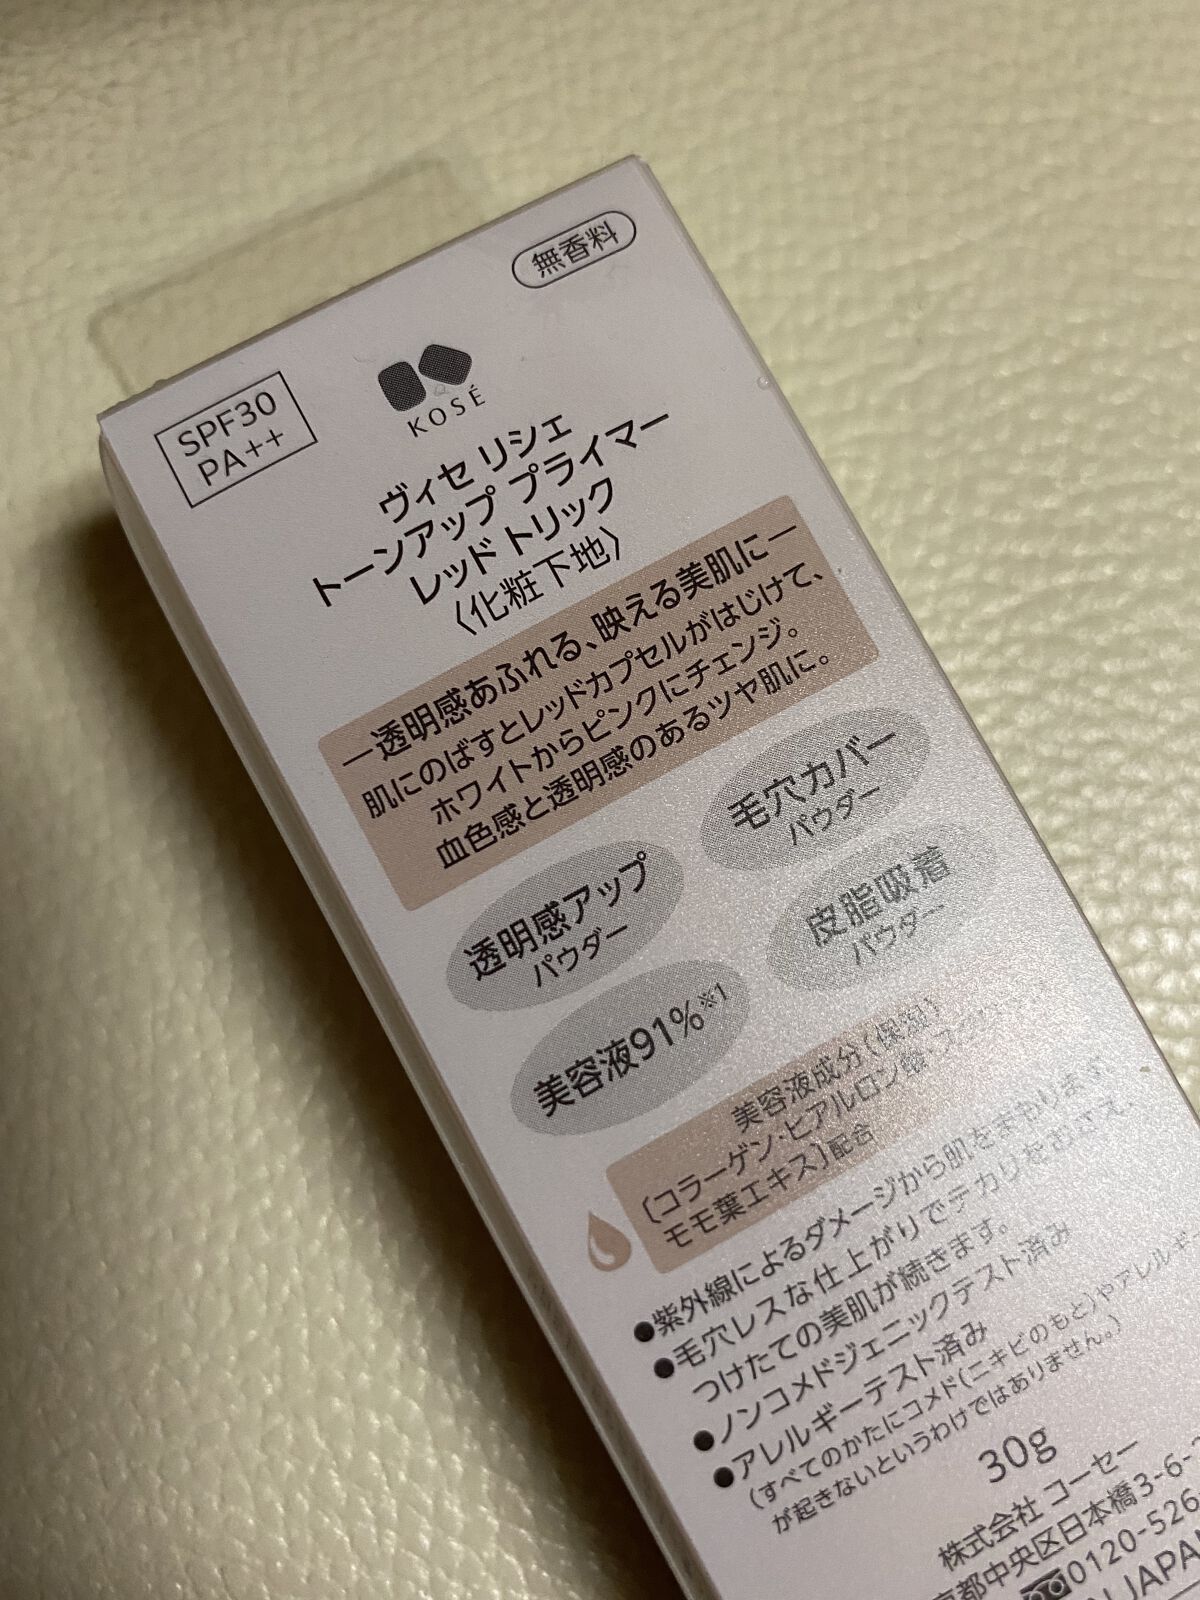 無香料
SPF30
PA++
KOSÉ
ヴィセ リシェ
トーンアップ プライマー
レッド トリック
〈化粧下地〉
―透明感あふれる、映える美肌に―
肌にのばすとレッドカプセルがはじけて、
ホワイトからピンクにチェンジ。
血色感と透明感のあるツヤ肌に。
透明感アップ
パウダー
毛穴カバー
パウダー
美容液91%※1
皮脂吸着
パウダー
美容液成分〔保湿〕
〔コラーゲン・ヒアルロン酸・
モモ葉エキス〕配合
●紫外線によるダメージから肌をまもります。
●毛穴レスな仕上がりでテカリをおさえ、
つけたての美肌が続きます。
●ノンコメドジェニックテスト済み
●アレルギーテスト済み
(すべてのかたにコメド(ニキビのもと)やアレルギー
が起きないというわけではありません。)
30g
株式会社 コーセー
京都中央区日本橋3-6-
0120-526
JAPAN